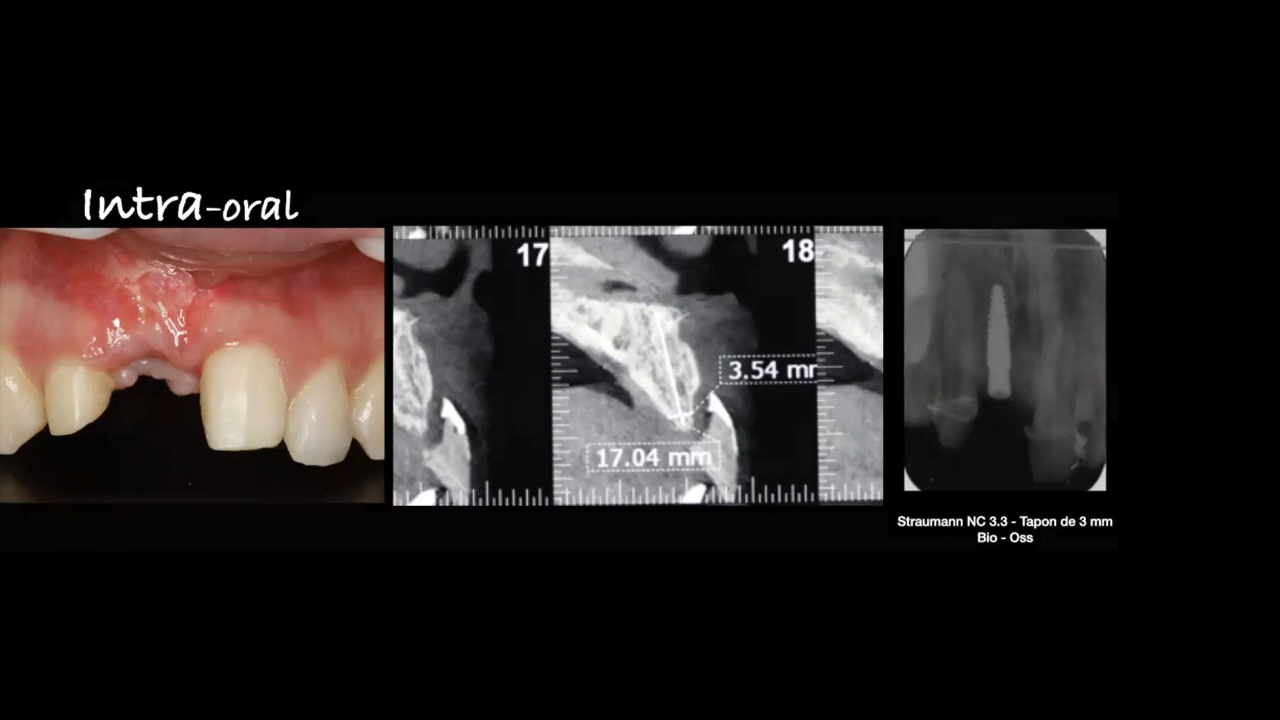 Intra-oral
17
18
3.54 mr
17.04 mm
Straumann NC 3.3 - Tapon de 3 mm
Bio - Oss